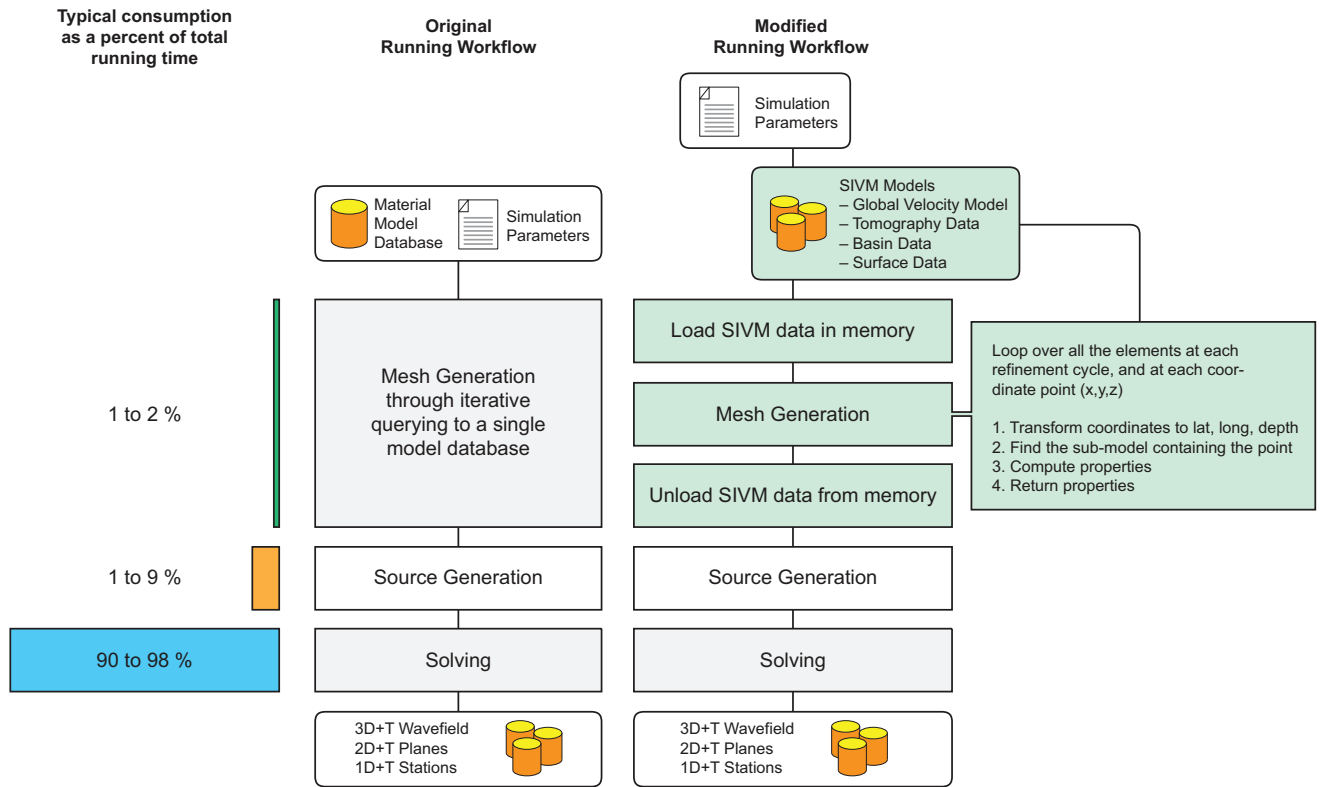 Typical consumption
as a percent of total
running time
Original
Running Workflow
Modified
Running Workflow
Simulation
Parameters
Material
Model
Database
Simulation
Parameters
SIVM Models
– Global Velocity Model
– Tomography Data
– Basin Data
– Surface Data
1 to 2 %
Mesh Generation
through iterative
querying to a single
model database
Load SIVM data in memory
Mesh Generation
Unload SIVM data from memory
Loop over all the elements at each
refinement cycle, and at each coor-
dinate point (x,y,z)
1. Transform coordinates to lat, long, depth
2. Find the sub-model containing the point
3. Compute properties
4. Return properties
1 to 9 %
Source Generation
Source Generation
90 to 98 %
Solving
Solving
3D+T Wavefield
2D+T Planes
1D+T Stations
3D+T Wavefield
2D+T Planes
1D+T Stations